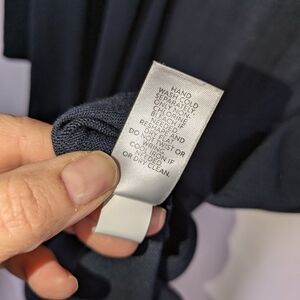 HAND
WASH COLD
SEPARATELY.
ONLY NON-
CHLORINE
BLEACH IF
NEEDED.
RESHAPE AND
DRY FLAT.
DO NOT TWIST OR
WRING.
COOL IRON IF
NEEDED.
OR DRY CLEAN.